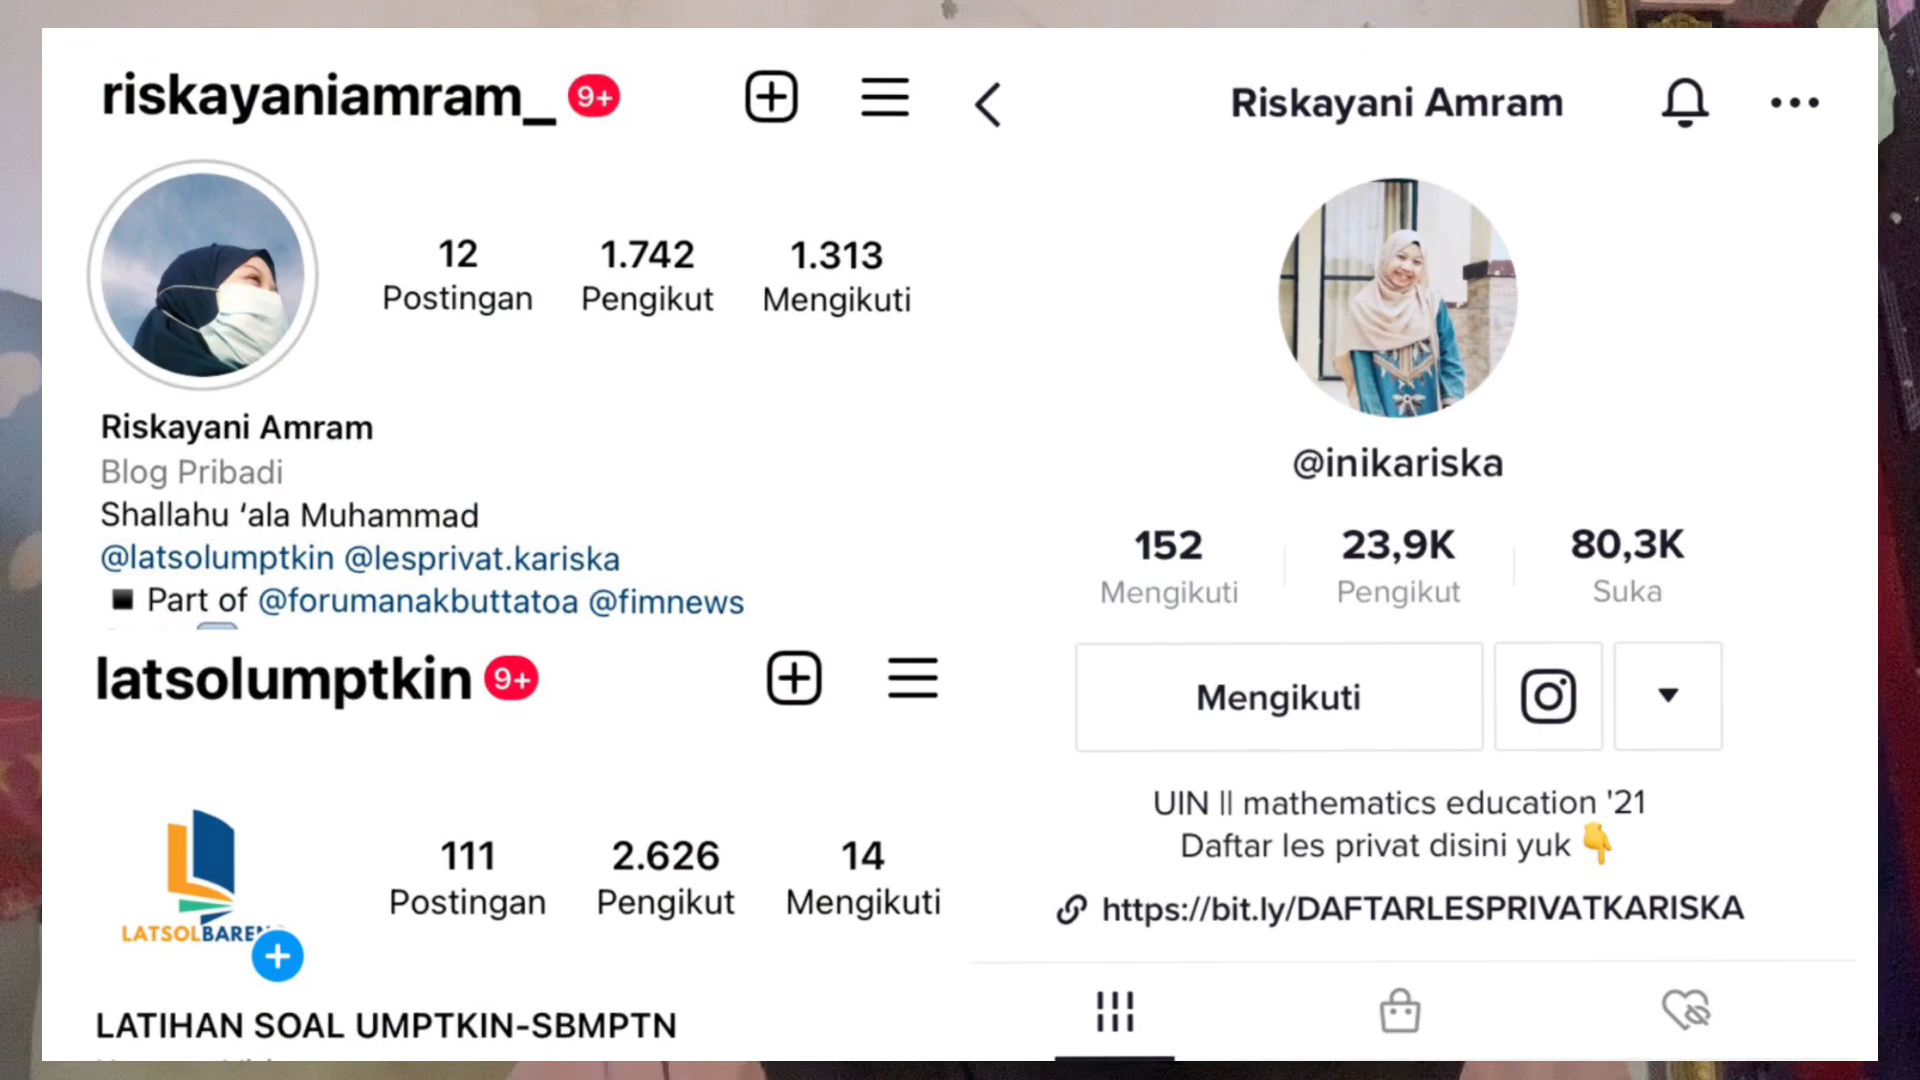 riskayaniamram_ 9+
12 1.742 1.313
Postingan Pengikut Mengikuti
Riskayani Amram
Blog Pribadi
Shallahu ‘ala Muhammad
@latsolumptkin @lesprivat.kariska
Part of @forumanakbuttatoa @fimnews
latsolumptkin 9+
111 2.626 14
Postingan Pengikut Mengikuti
LATSOLBARENG
LATIHAN SOAL UMPTKIN-SBMPTN
Riskayani Amram
@inikariska
152 23,9K 80,3K
Mengikuti Pengikut Suka
Mengikuti
UIN || mathematics education '21
Daftar les privat disini yuk 👇
https://bit.ly/DAFTARLESPRIVATKARISKA